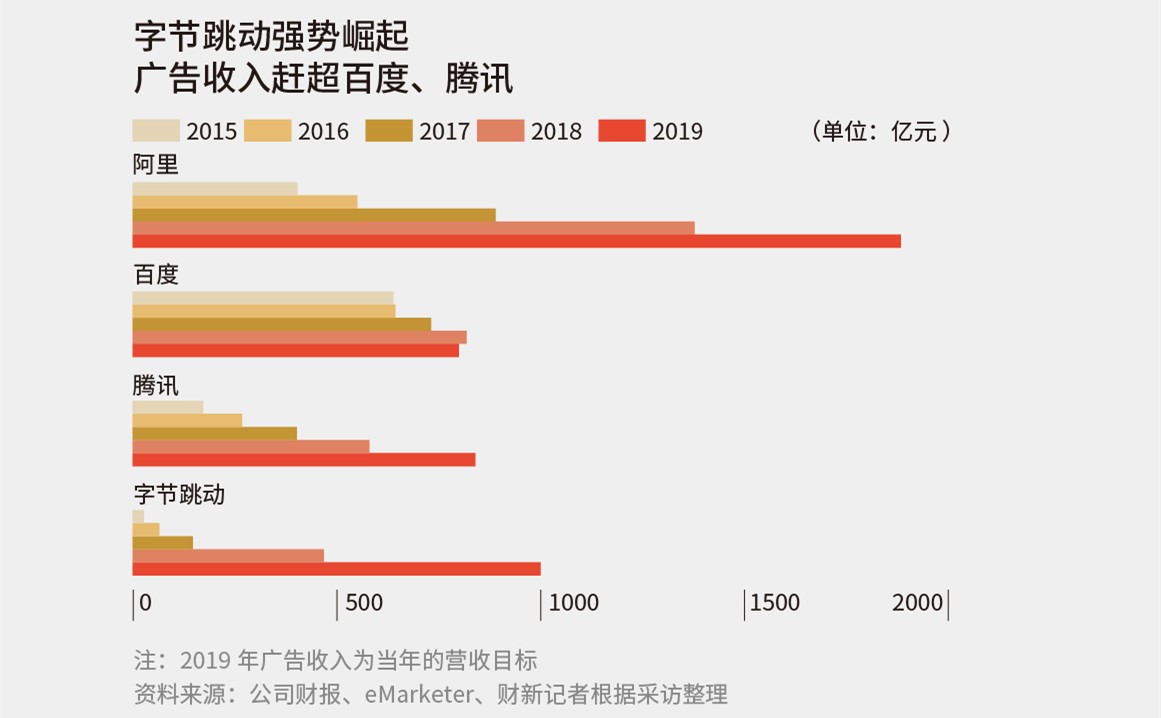 字节跳动强势崛起
广告收入赶超百度、腾讯
2015 2016 2017 2018 2019 （单位：亿元）
阿里
百度
腾讯
字节跳动
0 500 1000 1500 2000
注：2019 年广告收入为当年的营收目标
资料来源：公司财报、eMarketer、财新记者根据采访整理